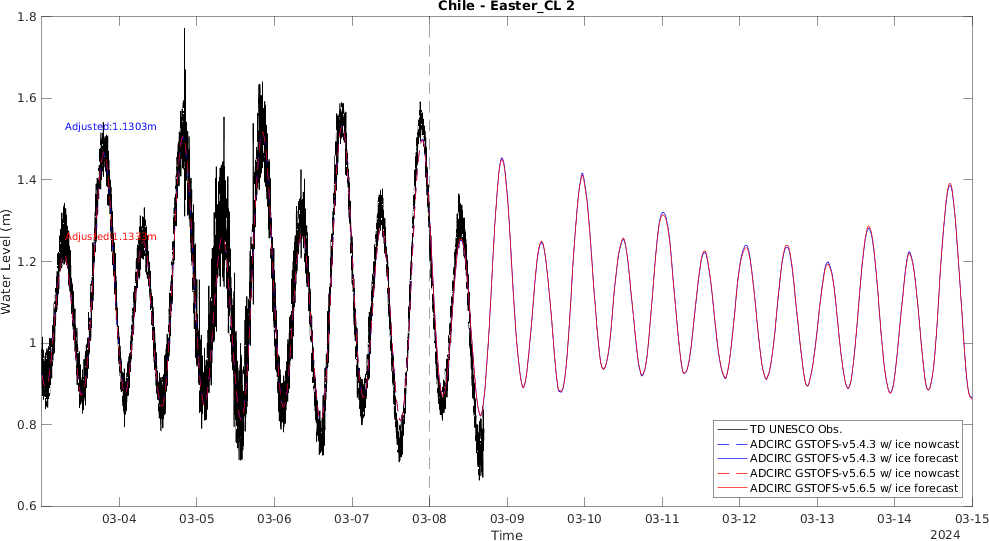 Chile - Easter_CL 2
1.8
1.6
1.4
1.2
1
0.8
0.6
Water Level (m)
Adjusted:1.1303m
TD UNESCO Obs.
ADCIRC GSTOFS-v5.4.3 w/ ice nowcast
ADCIRC GSTOFS-v5.4.3 w/ ice forecast
ADCIRC GSTOFS-v5.6.5 w/ ice nowcast
ADCIRC GSTOFS-v5.6.5 w/ ice forecast
03-04 03-05 03-06 03-07 03-08 03-09 03-10 03-11 03-12 03-13 03-14 03-15
Time
2024